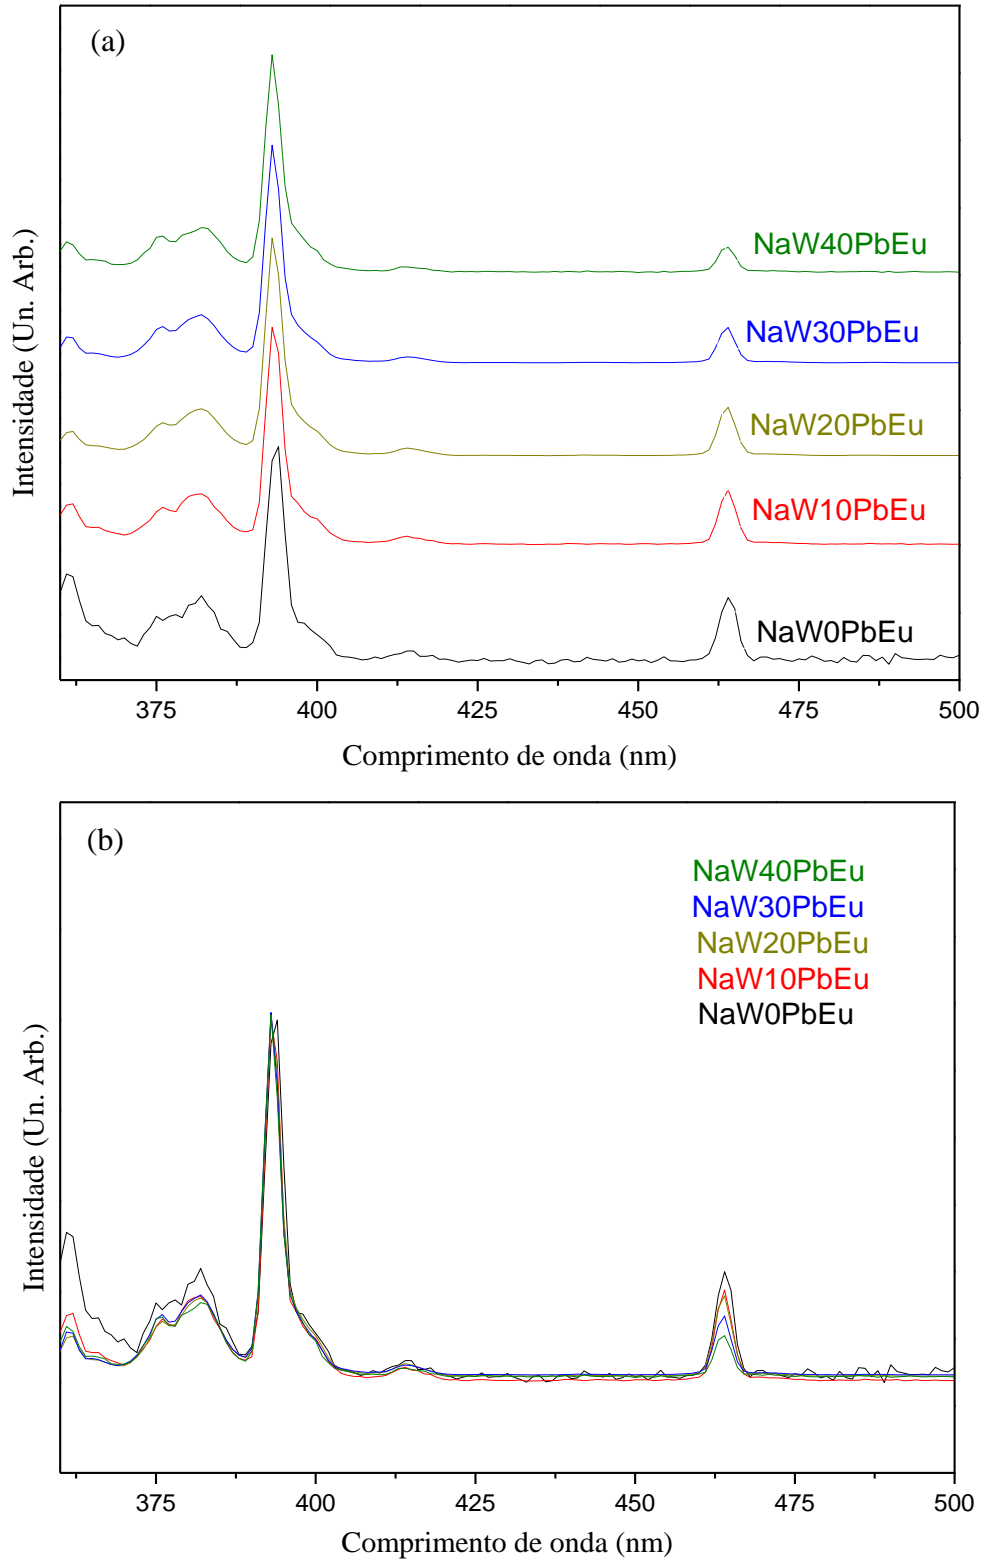 (a)
NaW40PbEu
NaW30PbEu
NaW20PbEu
NaW10PbEu
NaW0PbEu
Intensidade (Un. Arb.)
375 400 425 450 475 500
Comprimento de onda (nm)
(b)
NaW40PbEu
NaW30PbEu
NaW20PbEu
NaW10PbEu
NaW0PbEu
Intensidade (Un. Arb.)
375 400 425 450 475 500
Comprimento de onda (nm)